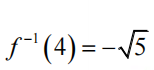 f⁻¹(4) = −√5